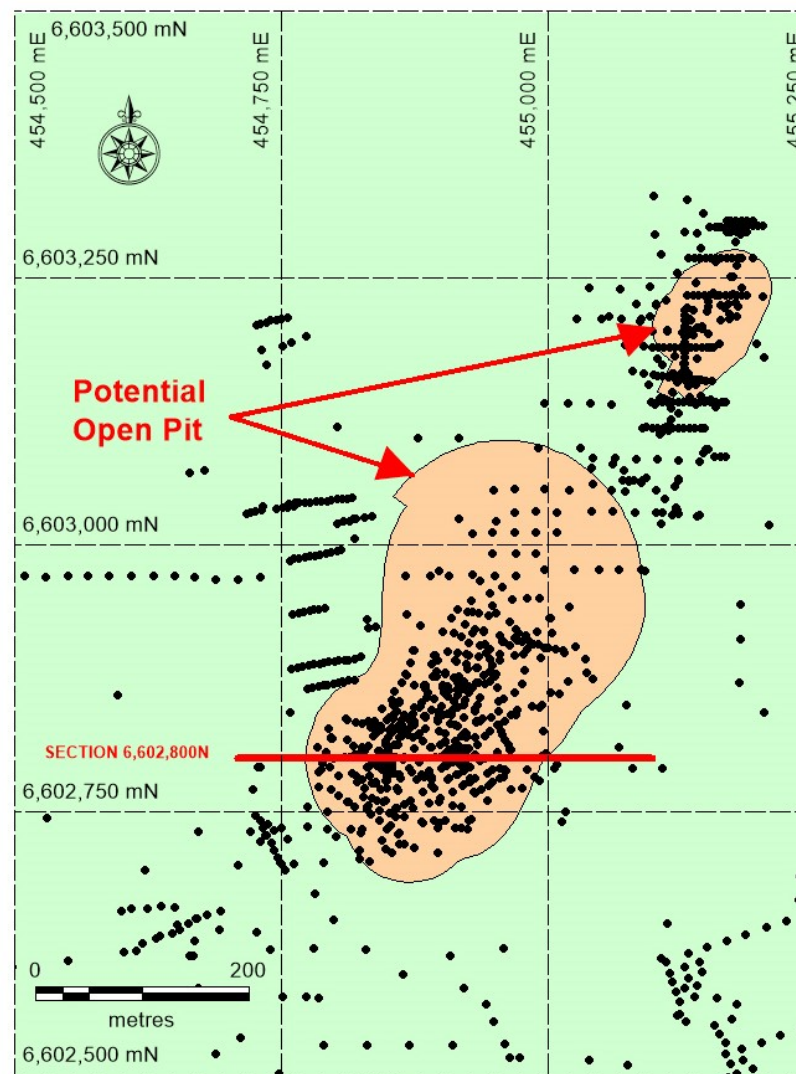 6,603,500 mN
454,500 mE
454,750 mE
455,000 mE
455,250 mE
6,603,250 mN
Potential
Open Pit
6,603,000 mN
SECTION 6,602,800N
6,602,750 mN
0 200
metres
6,602,500 mN